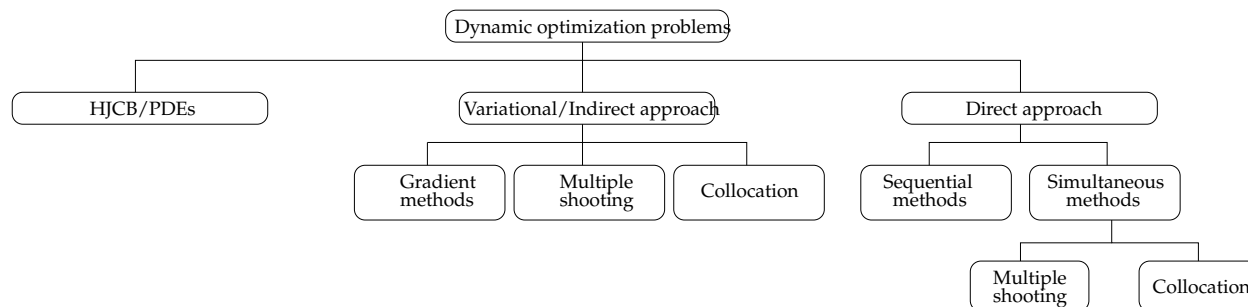 Dynamic optimization problems
HJCB/PDEs
Variational/Indirect approach
Direct approach
Gradient
methods
Multiple
shooting
Collocation
Sequential
methods
Simultaneous
methods
Multiple
shooting
Collocation